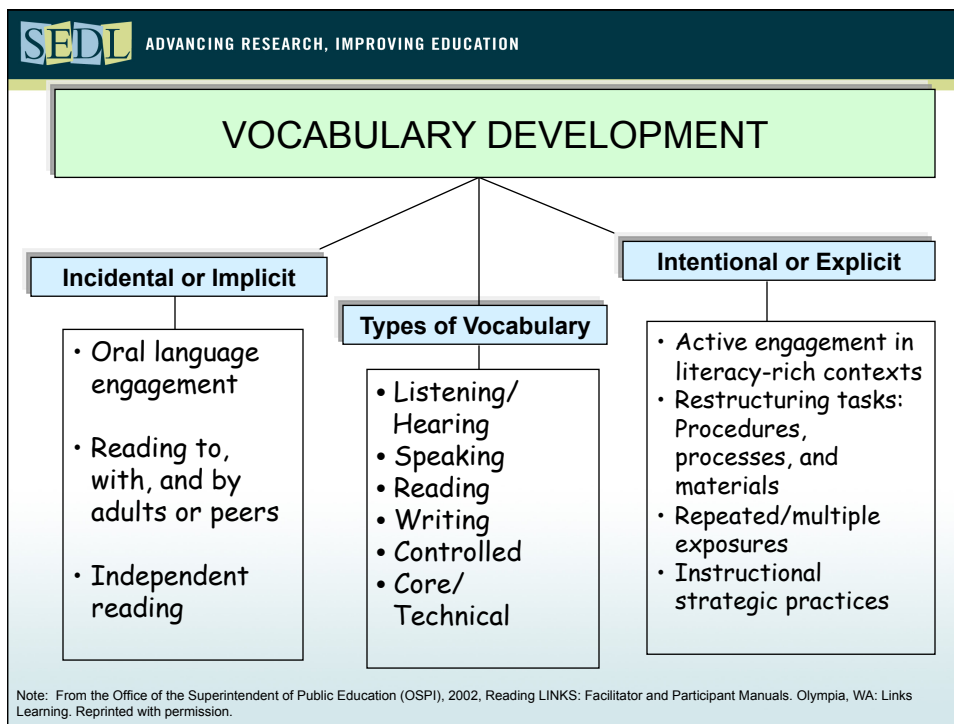 SEDL ADVANCING RESEARCH, IMPROVING EDUCATION
VOCABULARY DEVELOPMENT
Incidental or Implicit
• Oral language
engagement
• Reading to,
with, and by
adults or peers
• Independent
reading
Types of Vocabulary
• Listening/
Hearing
• Speaking
• Reading
• Writing
• Controlled
• Core/
Technical
Intentional or Explicit
• Active engagement in
literacy-rich contexts
• Restructuring tasks:
Procedures,
processes, and
materials
• Repeated/multiple
exposures
• Instructional
strategic practices
Note: From the Office of the Superintendent of Public Education (OSPI), 2002, Reading LINKS: Facilitator and Participant Manuals. Olympia, WA: Links
Learning. Reprinted with permission.